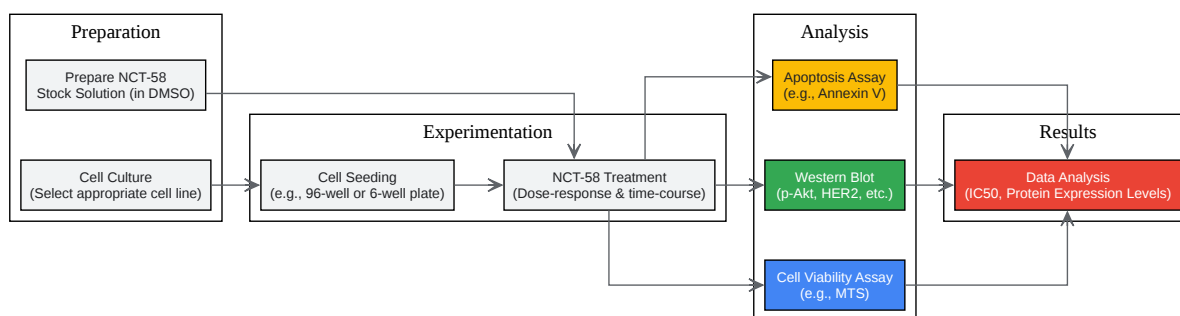 Preparation
Prepare NCT-58
Stock Solution (in DMSO)
Cell Culture
(Select appropriate cell line)
Experimentation
Cell Seeding
(e.g., 96-well or 6-well plate)
NCT-58 Treatment
(Dose-response & time-course)
Analysis
Apoptosis Assay
(e.g., Annexin V)
Western Blot
(p-Akt, HER2, etc.)
Cell Viability Assay
(e.g., MTS)
Results
Data Analysis
(IC50, Protein Expression Levels)